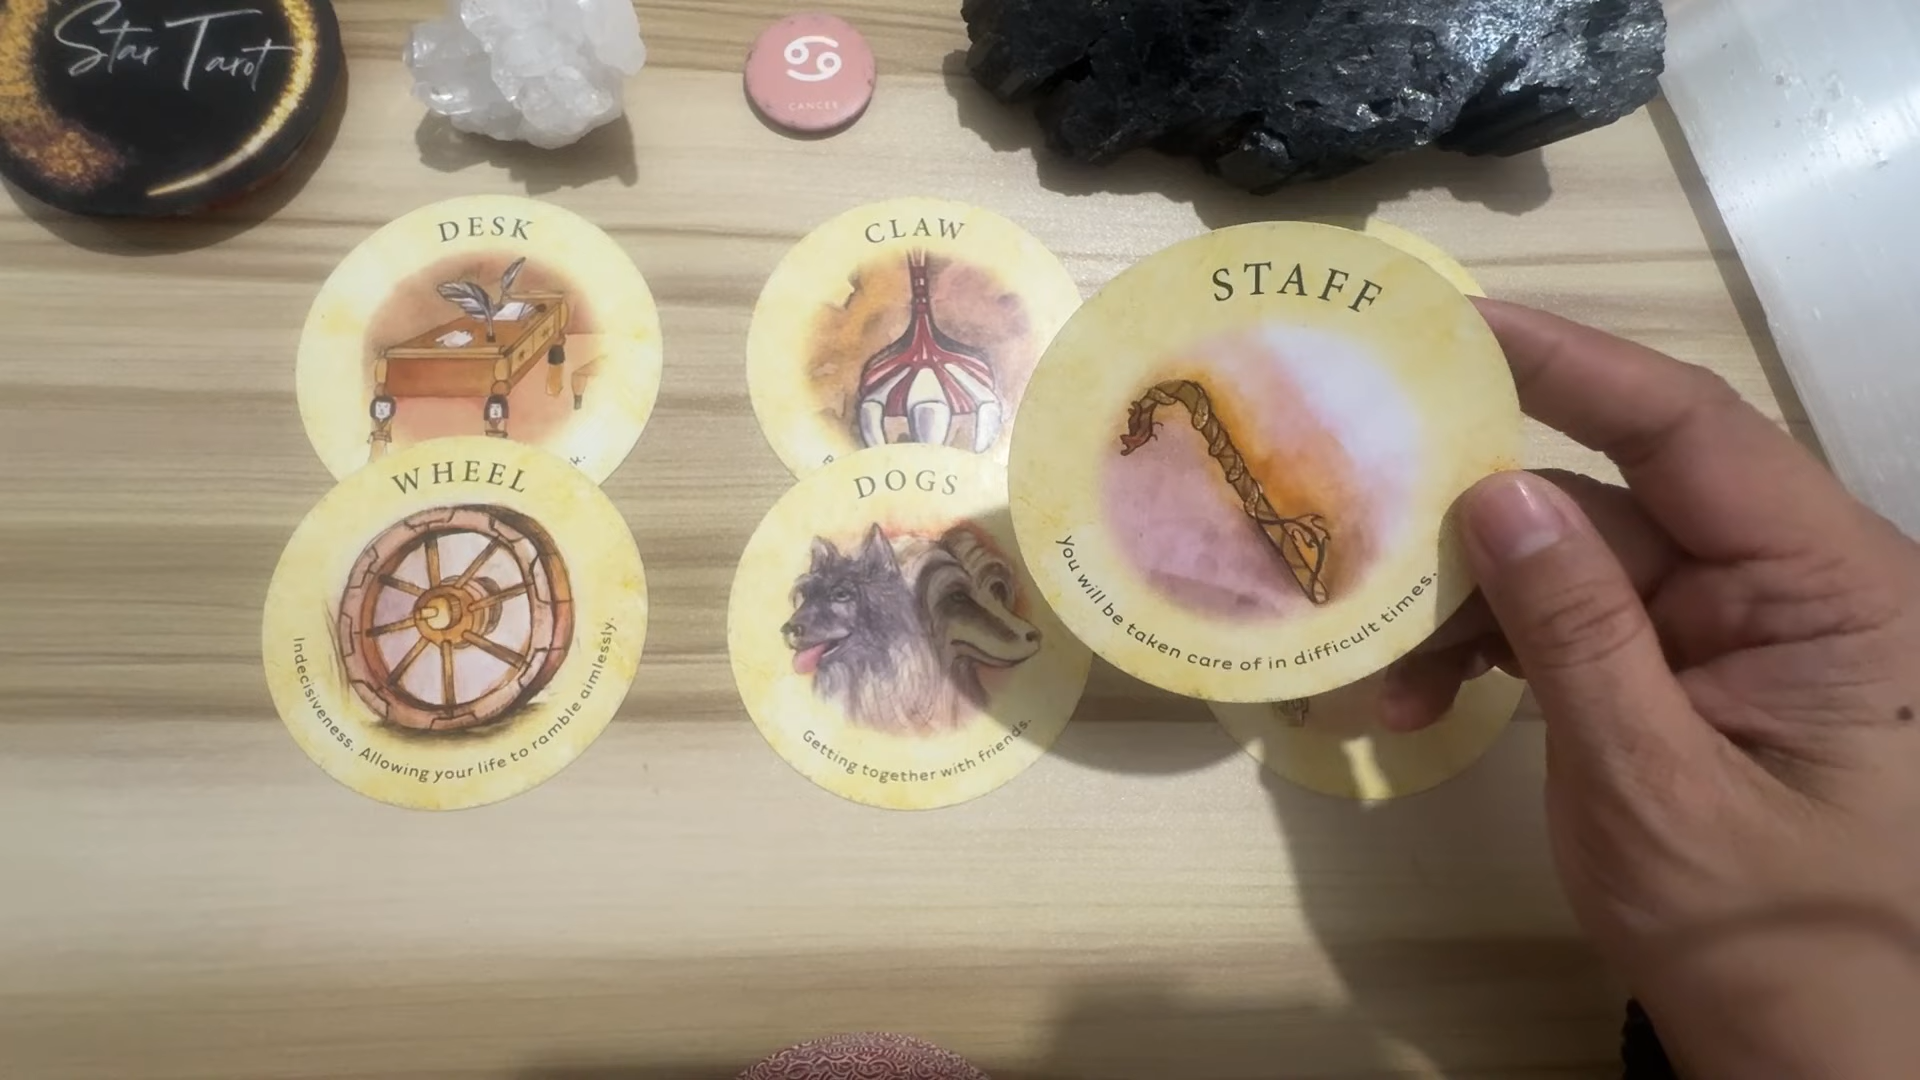 Star Tarot
CANCER
DESK
CLAW
STAFF
You will be taken care of in difficult times.
WHEEL
Indecisiveness. Allowing your life to ramble aimlessly.
DOGS
Getting together with friends.